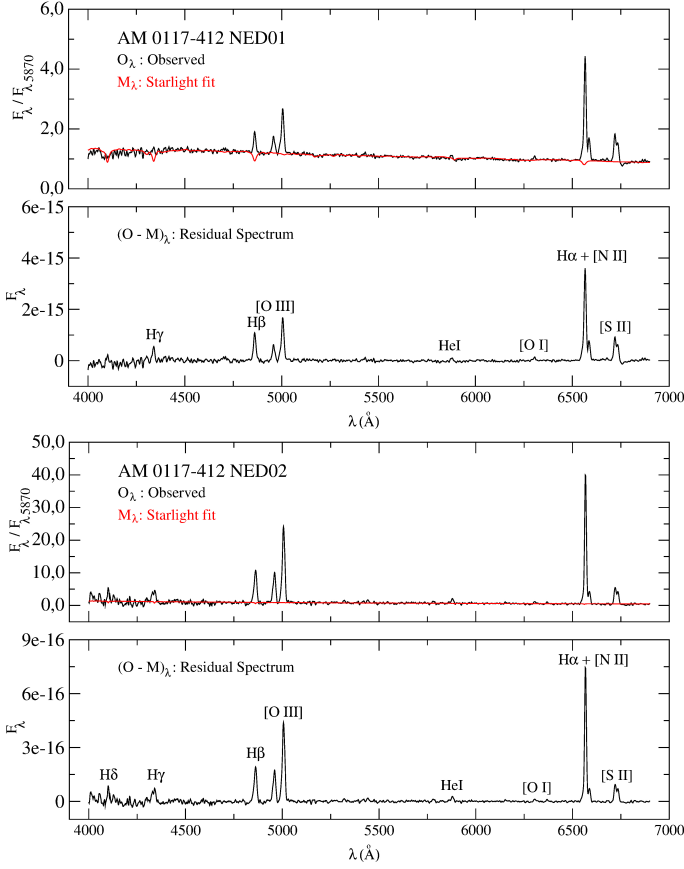 6,0
AM 0117-412 NED01
Oλ : Observed
Mλ: Starlight fit
4,0
2,0
0,0
Fλ / Fλ5870
6e-15
(O - M)λ : Residual Spectrum
Hα + [N II]
4e-15
[O III]
2e-15
Hβ
Hγ
HeI
[O I]
[S II]
0
Fλ
4000 4500 5000 5500 6000 6500 7000
λ (Å)
50,0
AM 0117-412 NED02
Oλ : Observed
40,0
Mλ: Starlight fit
30,0
20,0
10,0
0,0
Fλ / Fλ5870
9e-16
(O - M)λ : Residual Spectrum
Hα + [N II]
6e-16
[O III]
3e-16
Hβ
Hδ
Hγ
HeI
[O I]
[S II]
0
Fλ
4000 4500 5000 5500 6000 6500 7000
λ (Å)